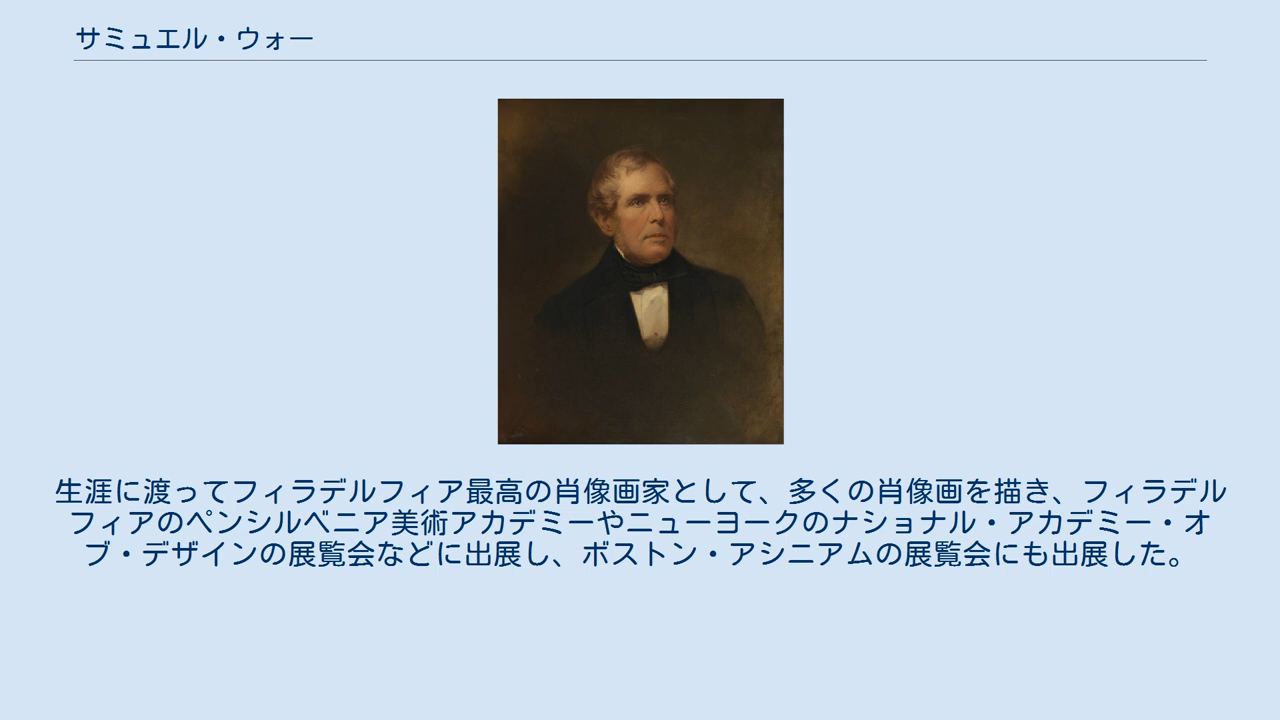 サミュエル・ウォー
生涯に渡ってフィラデルフィア最高の肖像画家として、多くの肖像画を描き、フィラデル
フィアのペンシルベニア美術アカデミーやニューヨークのナショナル・アカデミー・オ
ブ・デザインの展覧会などに出展し、ボストン・アシニアムの展覧会にも出展した。